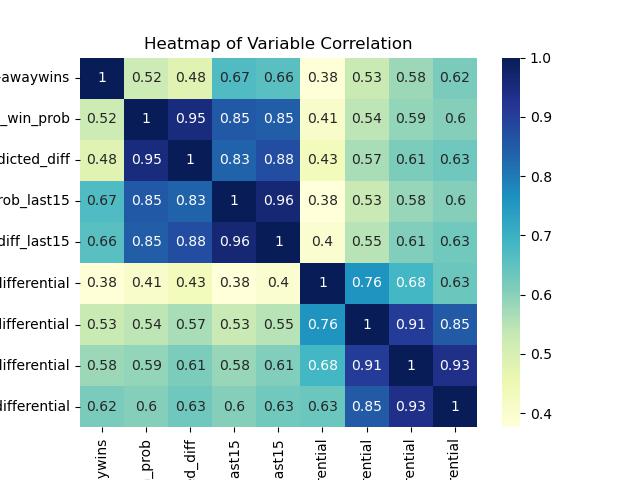 Heatmap of Variable Correlation
-awaywins 1 0.52 0.48 0.67 0.66 0.38 0.53 0.58 0.62
_win_prob 0.52 1 0.95 0.85 0.85 0.41 0.54 0.59 0.6
dicted_diff 0.48 0.95 1 0.83 0.88 0.43 0.57 0.61 0.63
rob_last15 0.67 0.85 0.83 1 0.96 0.38 0.53 0.58 0.6
diff_last15 0.66 0.85 0.88 0.96 1 0.4 0.55 0.61 0.63
differential 0.38 0.41 0.43 0.38 0.4 1 0.76 0.68 0.63
differential 0.53 0.54 0.57 0.53 0.55 0.76 1 0.91 0.85
differential 0.58 0.59 0.61 0.58 0.61 0.68 0.91 1 0.93
differential 0.62 0.6 0.63 0.6 0.63 0.63 0.85 0.93 1
ywins
_prob
d_diff
ast15
ast15
rential
rential
rential
rential
1.0
0.9
0.8
0.7
0.6
0.5
0.4